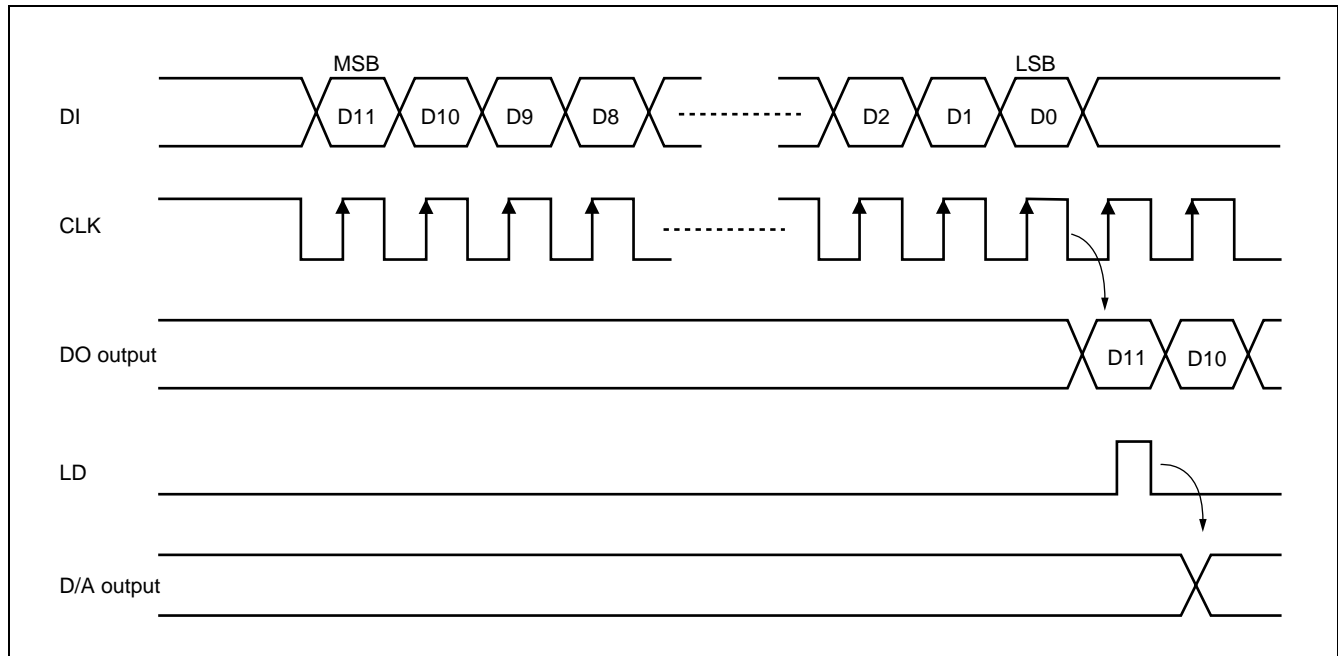 MSB
LSB
DI
D11
D10
D9
D8
D2
D1
D0
CLK
DO output
D11
D10
LD
D/A output